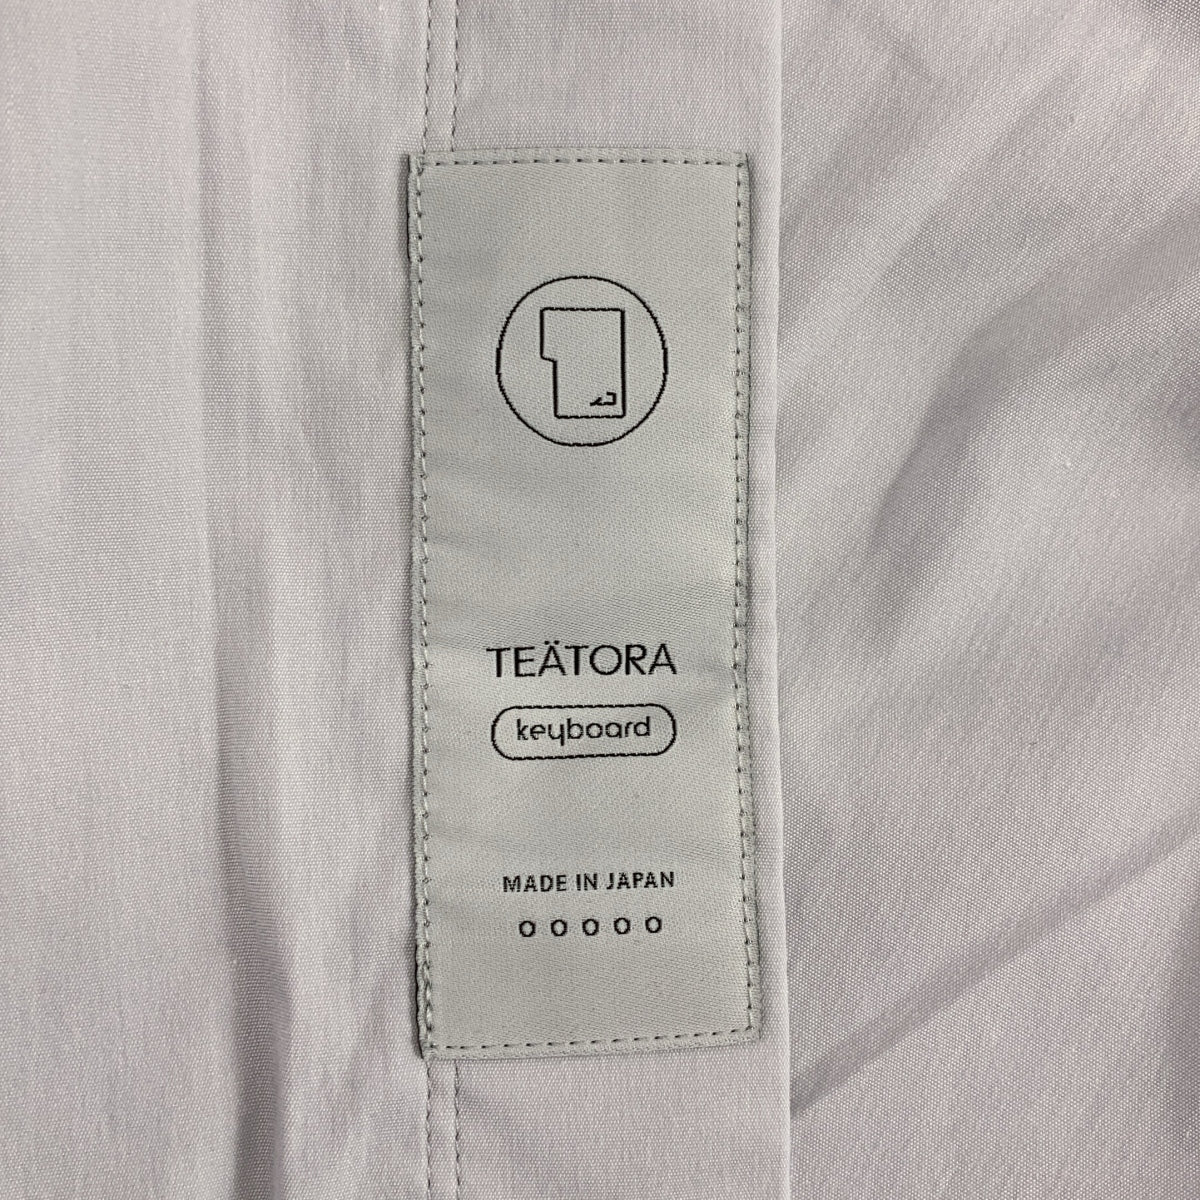 TEÄTORA
keyboard
MADE IN JAPAN
O O O O O